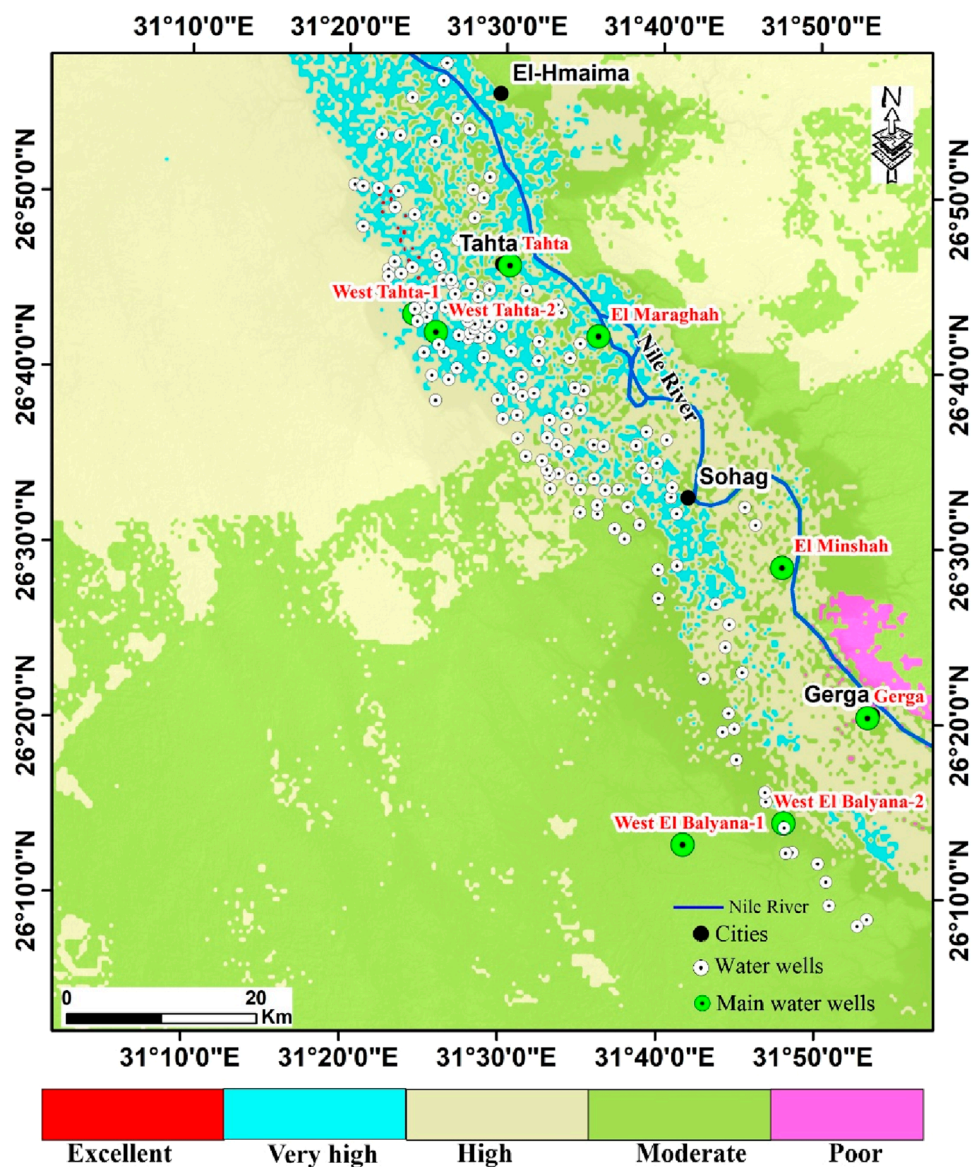 31°10'0"E 31°20'0"E 31°30'0"E 31°40'0"E 31°50'0"E
N
El-Hmaima
26°50'0"N
26°50'0"N
Tahta Tahta
West Tahta-1
West Tahta-2
El Maraghah
Nile River
26°40'0"N
26°40'0"N
Sohag
26°30'0"N
El Minshah
26°30'0"N
Gerga Gerga
26°20'0"N
26°20'0"N
West El Balyana-2
West El Balyana-1
26°10'0"N
26°10'0"N
Nile River
Cities
Water wells
Main water wells
0 20
Km
31°10'0"E 31°20'0"E 31°30'0"E 31°40'0"E 31°50'0"E
Excellent Very high High Moderate Poor